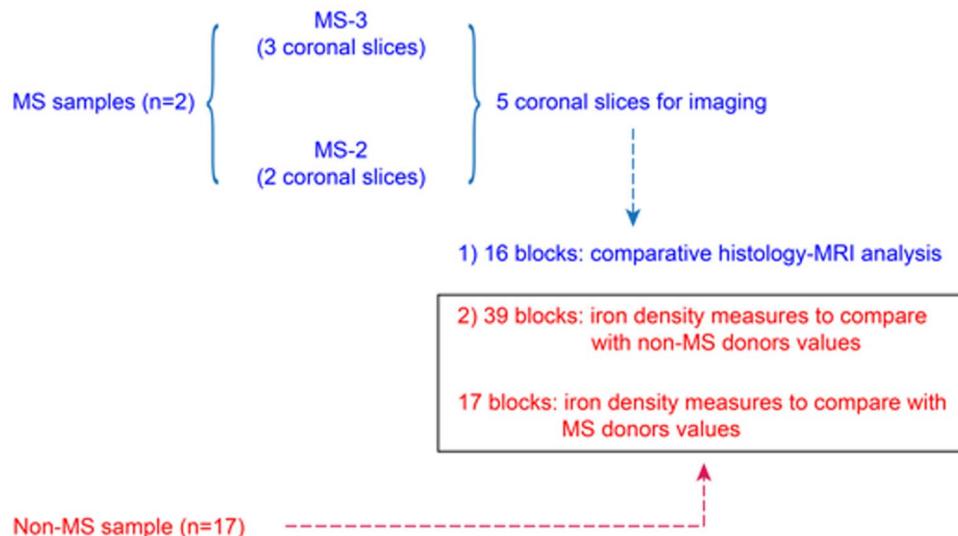 MS-3
(3 coronal slices)
MS samples (n=2)
5 coronal slices for imaging
MS-2
(2 coronal slices)
1) 16 blocks: comparative histology-MRI analysis
2) 39 blocks: iron density measures to compare
with non-MS donors values
17 blocks: iron density measures to compare with
MS donors values
Non-MS sample (n=17)